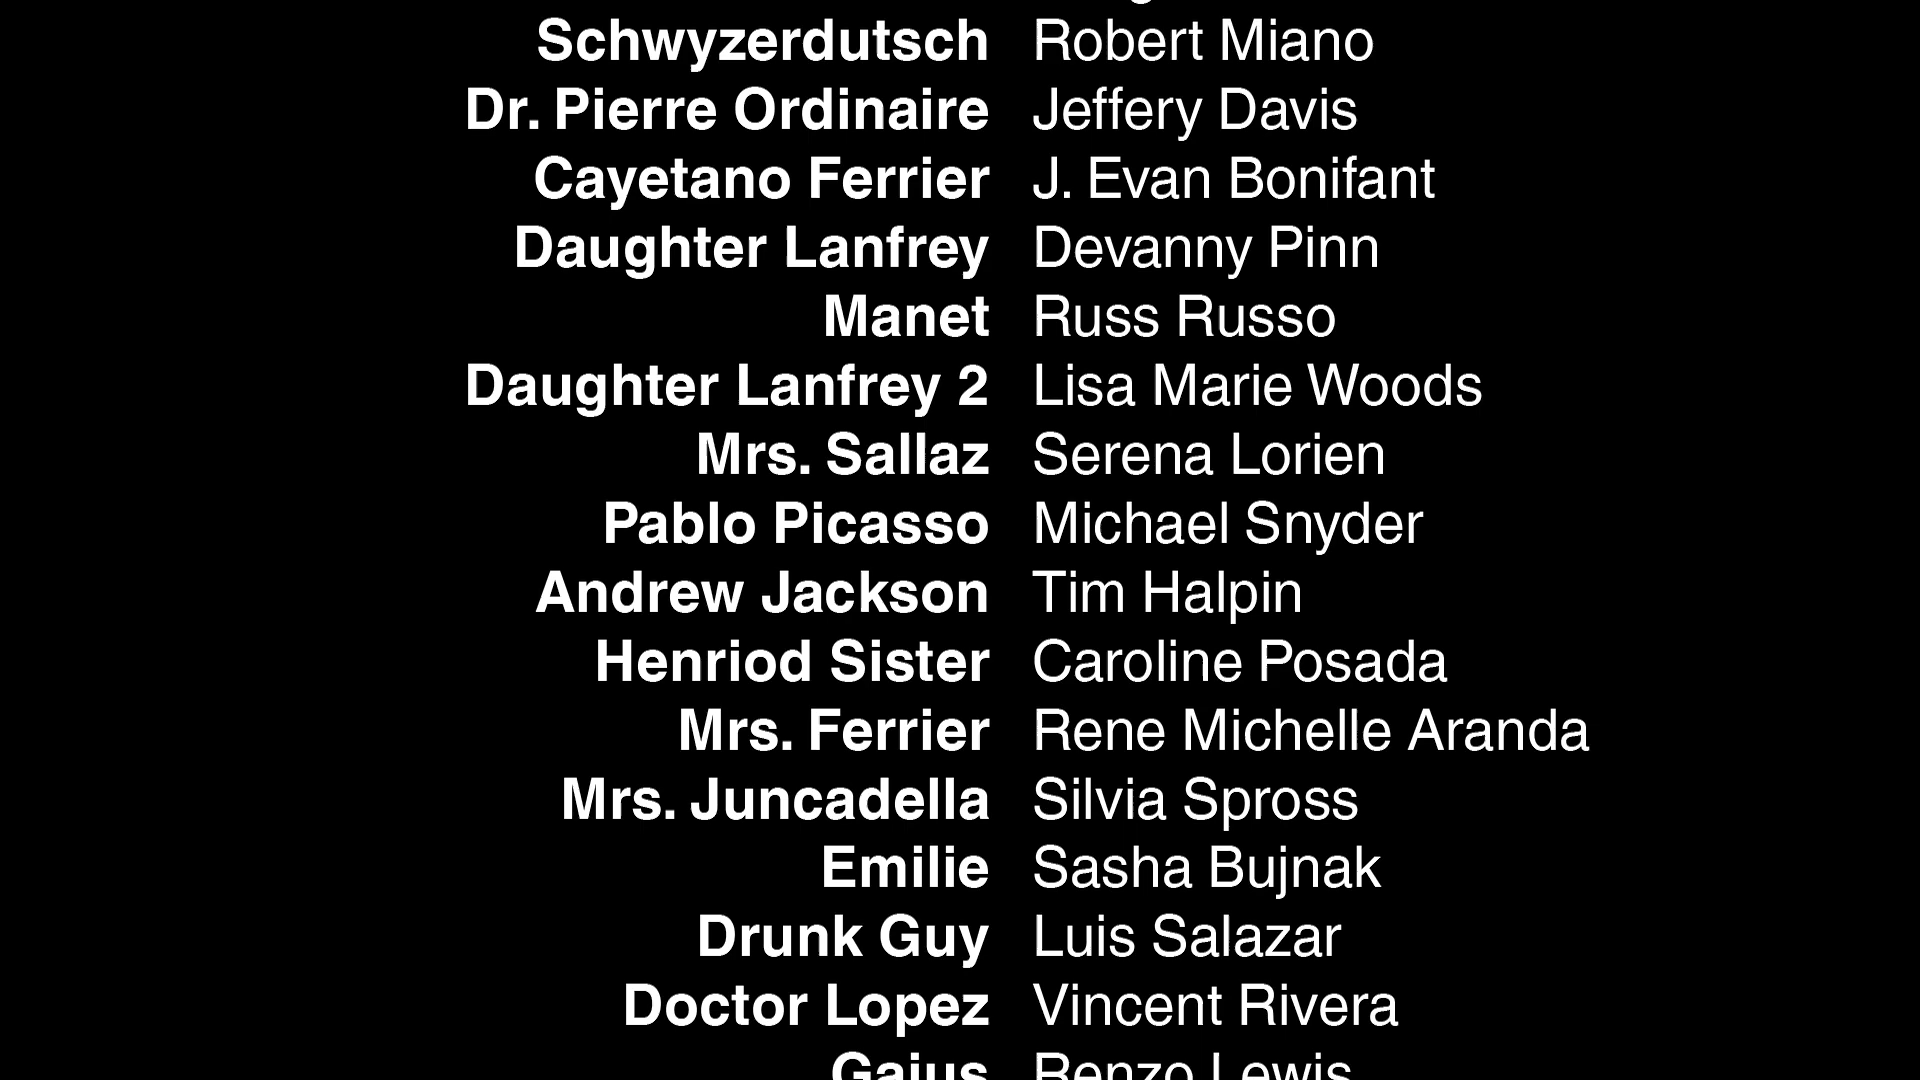 Schwyzerdutsch Robert Miano
Dr. Pierre Ordinaire Jeffery Davis
Cayetano Ferrier J. Evan Bonifant
Daughter Lanfrey Devanny Pinn
Manet Russ Russo
Daughter Lanfrey 2 Lisa Marie Woods
Mrs. Sallaz Serena Lorien
Pablo Picasso Michael Snyder
Andrew Jackson Tim Halpin
Henriod Sister Caroline Posada
Mrs. Ferrier Rene Michelle Aranda
Mrs. Juncadella Silvia Spross
Emilie Sasha Bujnak
Drunk Guy Luis Salazar
Doctor Lopez Vincent Rivera
Gaius Renzo Lewis